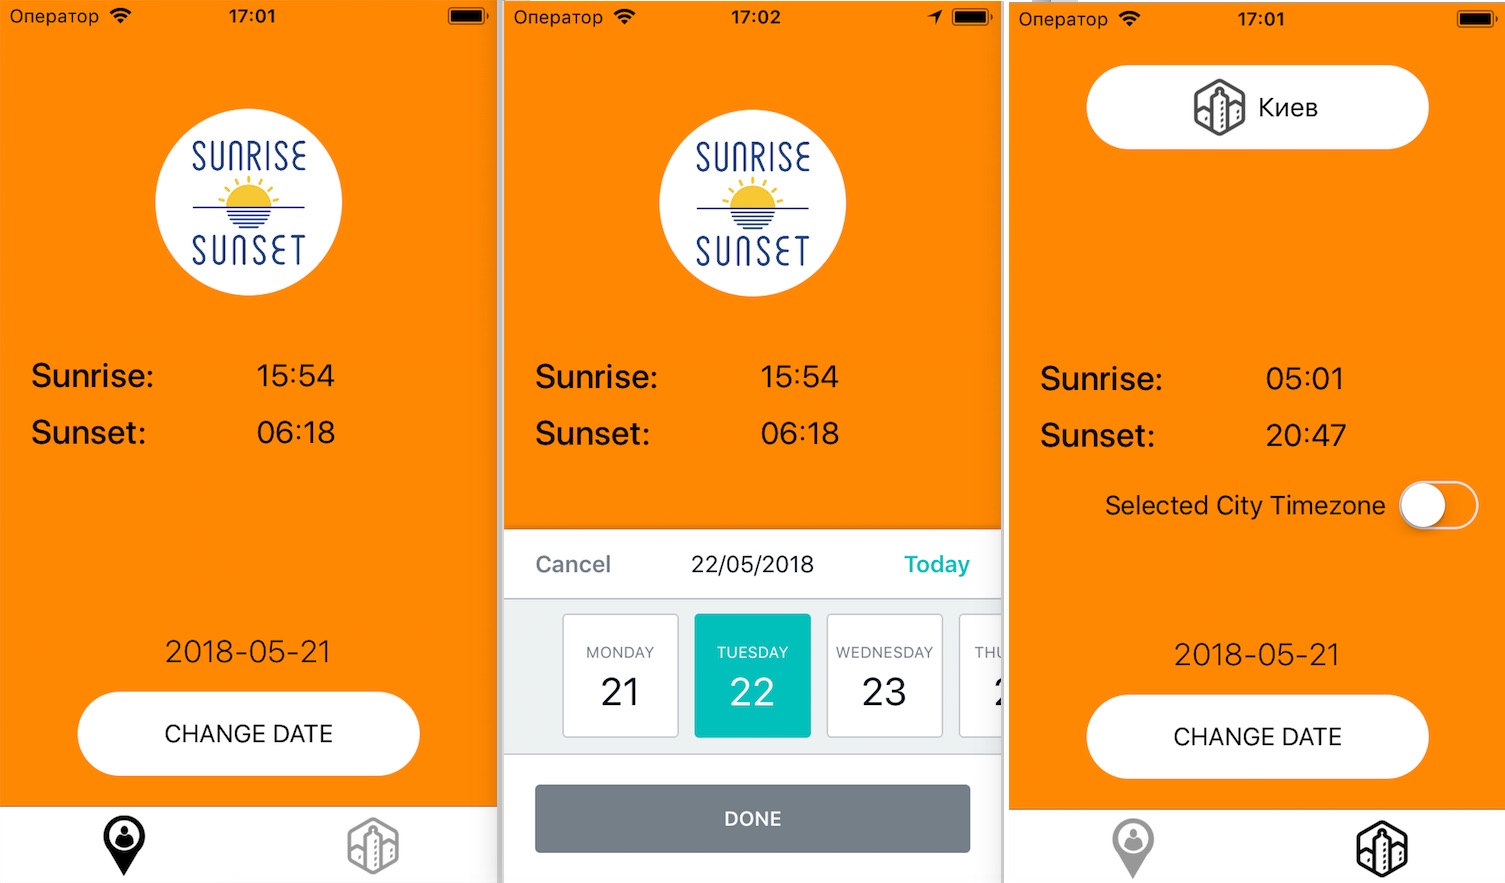 Оператор 17:01
SUNRISE
SUNSET
Sunrise: 15:54
Sunset: 06:18
2018-05-21
CHANGE DATE
Оператор 17:02
SUNRISE
SUNSET
Sunrise: 15:54
Sunset: 06:18
Cancel 22/05/2018 Today
MONDAY TUESDAY WEDNESDAY THU
21 22 23 2
DONE
Оператор 17:01
Киев
Sunrise: 05:01
Sunset: 20:47
Selected City Timezone
2018-05-21
CHANGE DATE